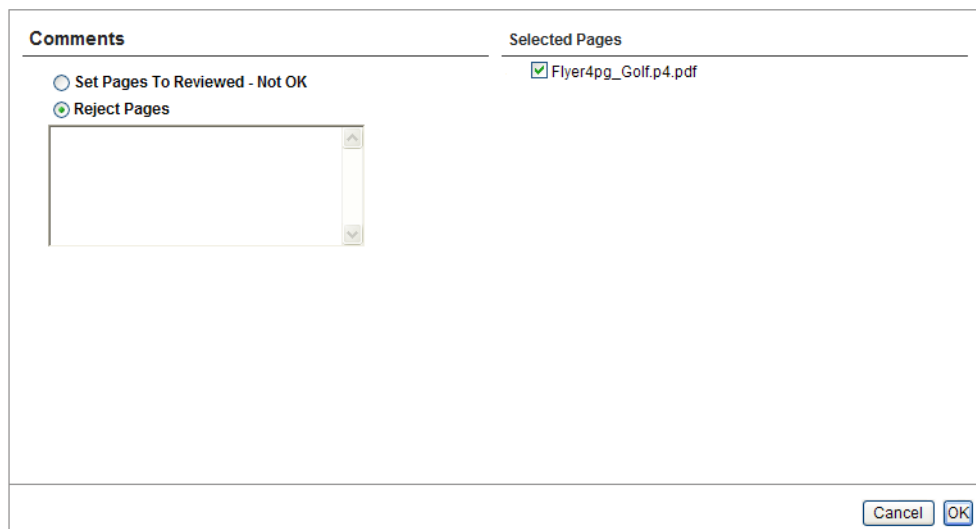 Comments
Set Pages To Reviewed - Not OK
Reject Pages
Selected Pages
Flyer4pg_Golf.p4.pdf
Cancel
OK